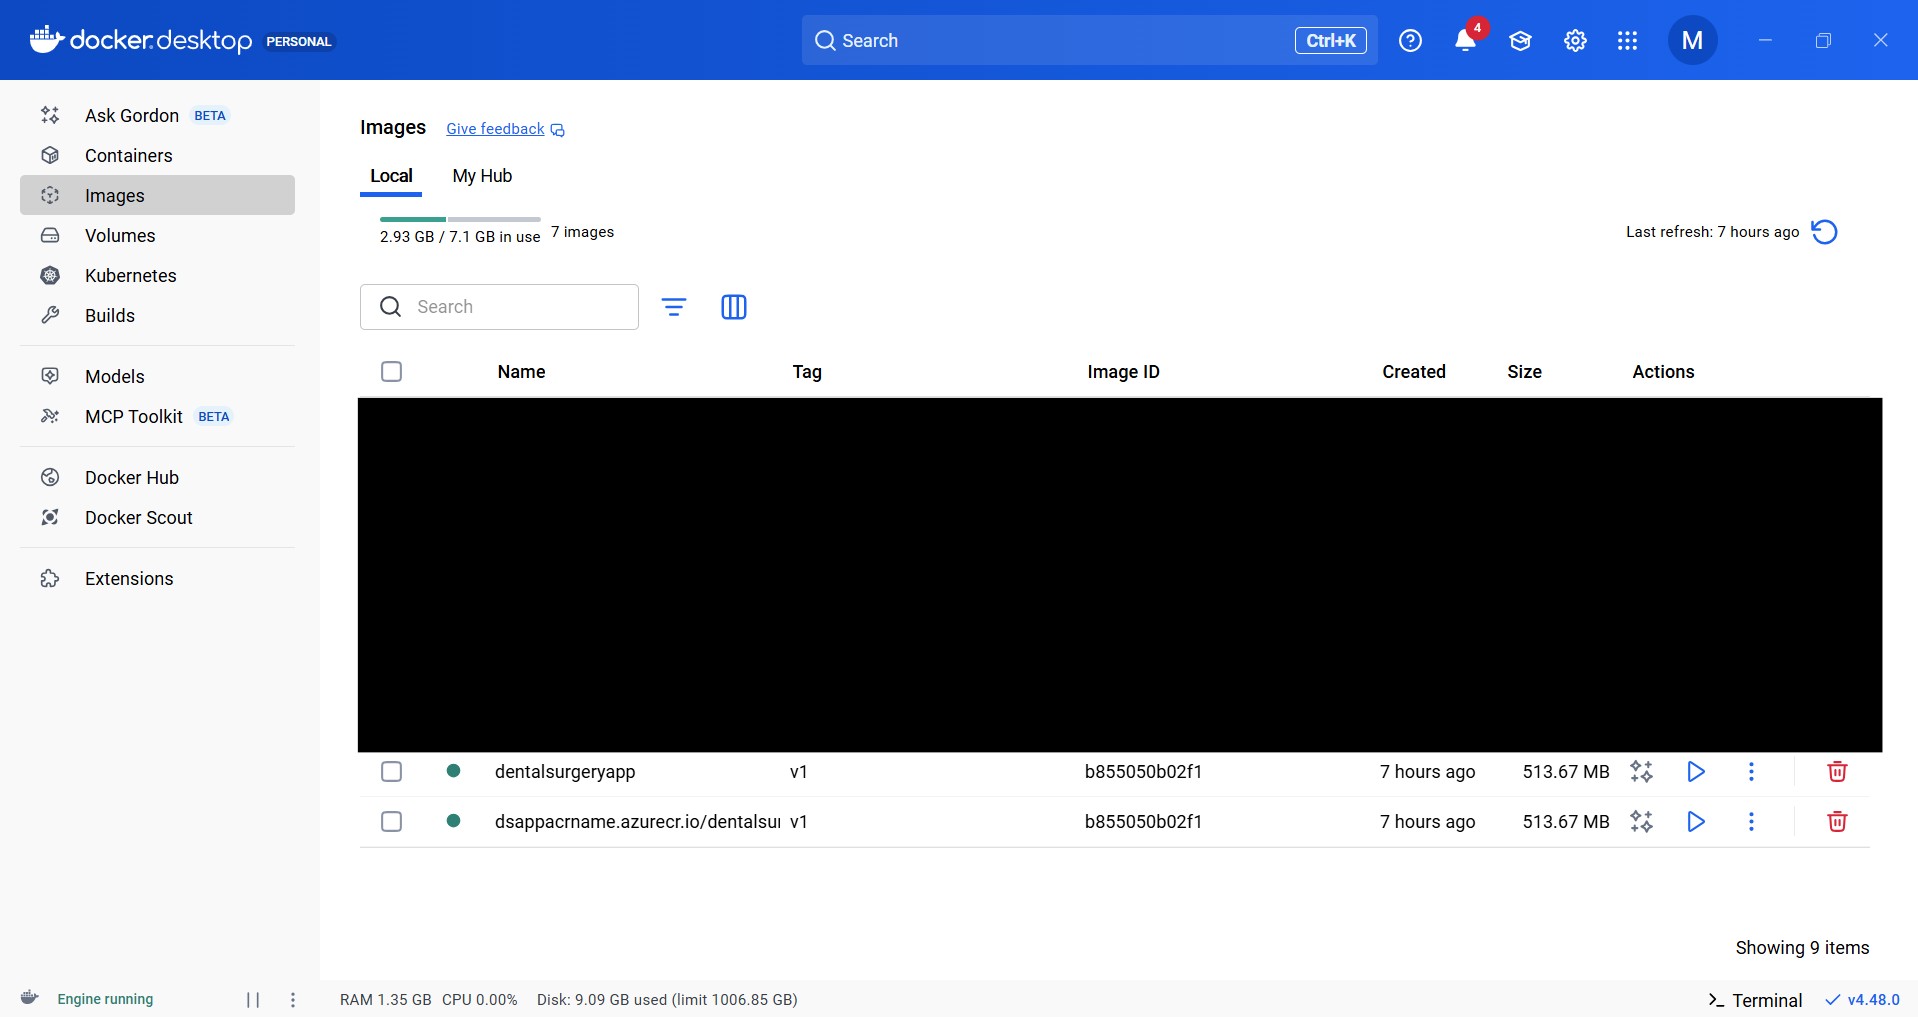 docker.desktop PERSONAL Search Ctrl+K 4 M
Ask Gordon BETA
Containers
Images
Volumes
Kubernetes
Builds
Models
MCP Toolkit BETA
Docker Hub
Docker Scout
Extensions
Images Give feedback
Local My Hub
2.93 GB / 7.1 GB in use 7 images Last refresh: 7 hours ago
Search
Name Tag Image ID Created Size Actions
dentalsurgeryapp v1 b855050b02f1 7 hours ago 513.67 MB
dsappacrname.azurecr.io/dentalsu v1 b855050b02f1 7 hours ago 513.67 MB
Showing 9 items
Engine running RAM 1.35 GB CPU 0.00% Disk: 9.09 GB used (limit 1006.85 GB) Terminal v4.48.0